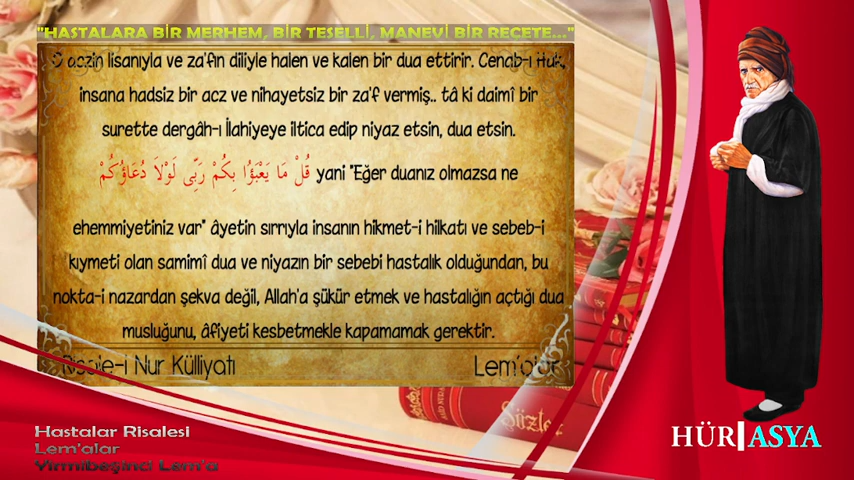 "HASTALARA BİR MERHEM, BİR TESELLİ, MANEVİ BİR REÇETE..."
O aczin lisanıyla ve za'fın diliyle halen ve kalen bir dua ettirir. Cenab-ı Hak,
insana hadsiz bir acz ve nihayetsiz bir za'f vermiş.. tâ ki daimî bir
surette dergâh-ı İlahiyeye iltica edip niyaz etsin, dua etsin.
قُلْ مَا يَعْبَؤُا بِكُمْ رَبِّى لَوْلاَ دُعَاؤُكُمْ yani "Eğer duanız olmazsa ne
ehemmiyetiniz var" âyetin sırrıyla insanın hikmet-i hilkatı ve sebeb-i
kıymeti olan samimî dua ve niyazın bir sebebi hastalık olduğundan, bu
nokta-i nazardan şekva değil, Allah'a şükür etmek ve hastalığın açtığı dua
musluğunu, âfiyeti kesbetmekle kapamamak gerektir.
Risale-i Nur Külliyatı Lem'alar
Sözler
Hastalar Risalesi
Lem'alar
Yirmibeşinci Lem'a
HÜR ASYA